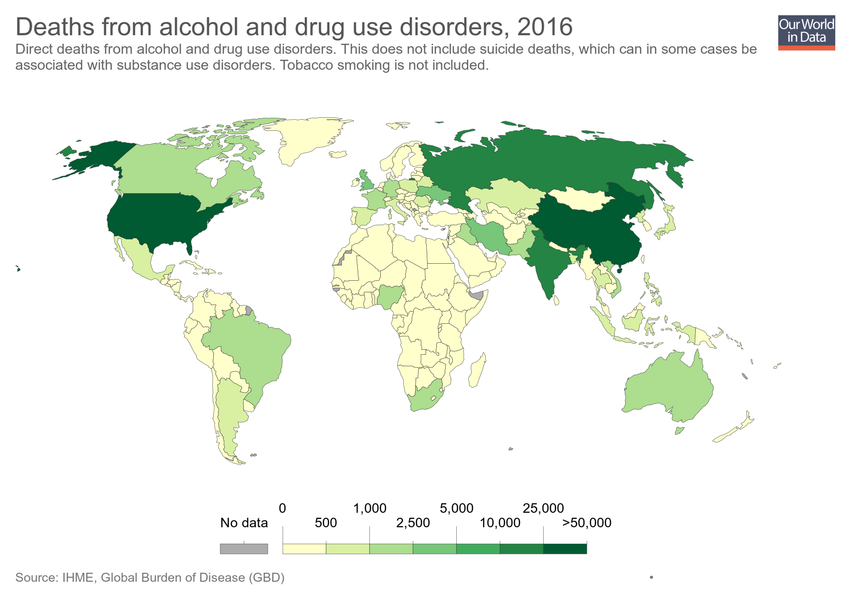 Deaths from alcohol and drug use disorders, 2016
Our World
in Data
Direct deaths from alcohol and drug use disorders. This does not include suicide deaths, which can in some cases be
associated with substance use disorders. Tobacco smoking is not included.
0 1,000 5,000 25,000
No data 500 2,500 10,000 >50,000
Source: IHME, Global Burden of Disease (GBD)